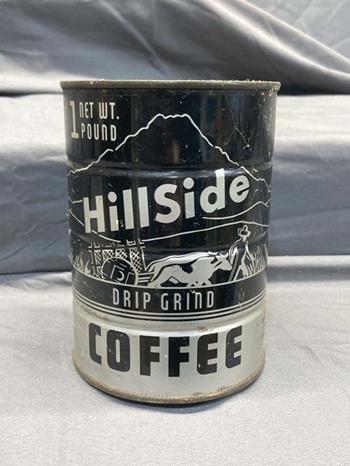 1 NET WT.
POUND
HillSide
DRIP GRIND
COFFEE